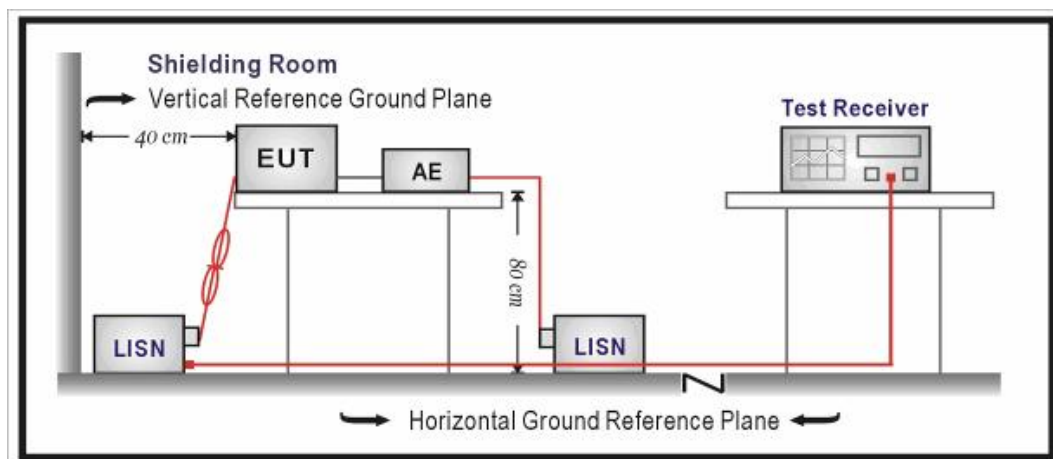 Shielding Room
Vertical Reference Ground Plane
40 cm
EUT
AE
Test Receiver
80 cm
LISN
LISN
Horizontal Ground Reference Plane